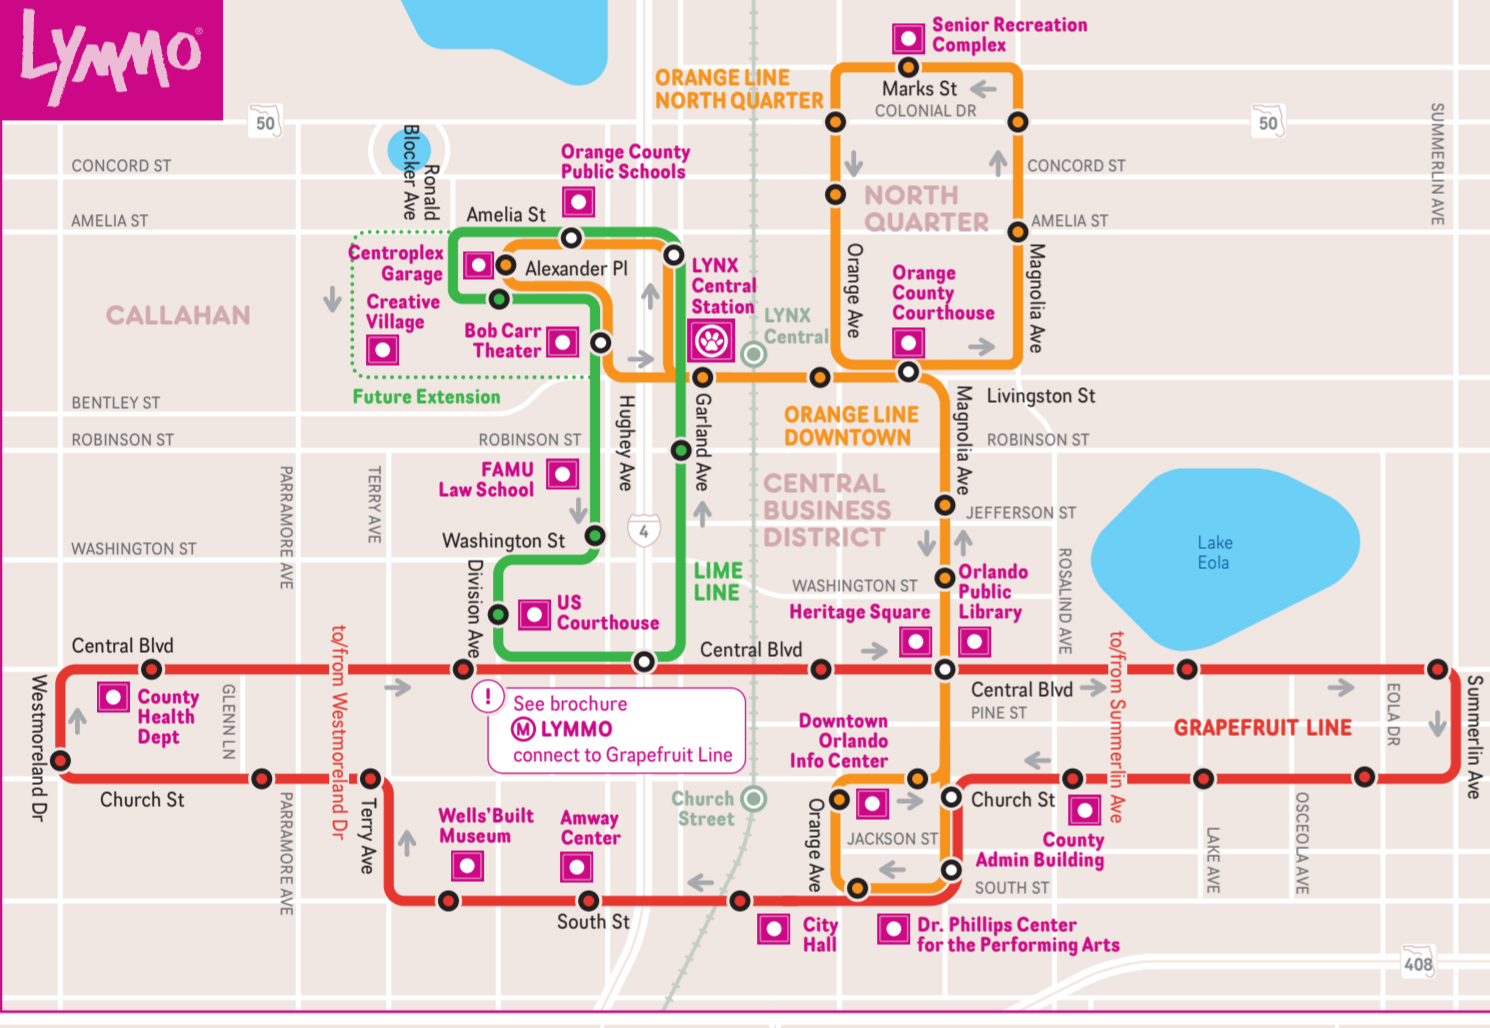 LYMMO®
Senior Recreation
Complex
ORANGE LINE
NORTH QUARTER
Marks St
COLONIAL DR
50
50
SUMMERLIN AVE
CONCORD ST
Ronald
Blocker Ave
Orange County
Public Schools
CONCORD ST
NORTH
QUARTER
AMELIA ST
Amelia St
AMELIA ST
Centroplex
Garage
Alexander Pl
LYNX
Central
Station
Orange Ave
Orange
County
Courthouse
Magnolia Ave
CALLAHAN
Creative
Village
Bob Carr
Theater
LYNX
Central
Future Extension
BENTLEY ST
Hughey Ave
Garland Ave
ORANGE LINE
DOWNTOWN
Magnolia Ave
Livingston St
ROBINSON ST
ROBINSON ST
ROBINSON ST
PARRAMORE AVE
TERRY AVE
FAMU
Law School
CENTRAL
BUSINESS
DISTRICT
JEFFERSON ST
4
Washington St
WASHINGTON ST
Lake
Eola
Division Ave
LIME
LINE
WASHINGTON ST
Orlando
Public
Library
ROSALIND AVE
Heritage Square
US
Courthouse
Central Blvd
to/from Westmoreland Dr
Central Blvd
to/from Summerlin Ave
Westmoreland Dr
County
Health
Dept
GLENN LN
!
See brochure
M LYMMO
connect to Grapefruit Line
Central Blvd
PINE ST
Downtown
Orlando
Info Center
GRAPEFRUIT LINE
EOLA DR
Summerlin Ave
Church St
PARRAMORE AVE
Terry Ave
Church
Street
Orange Ave
Church St
Wells'Built
Museum
Amway
Center
JACKSON ST
County
Admin Building
LAKE AVE
OSCEOLA AVE
SOUTH ST
South St
City
Hall
Dr. Phillips Center
for the Performing Arts
408